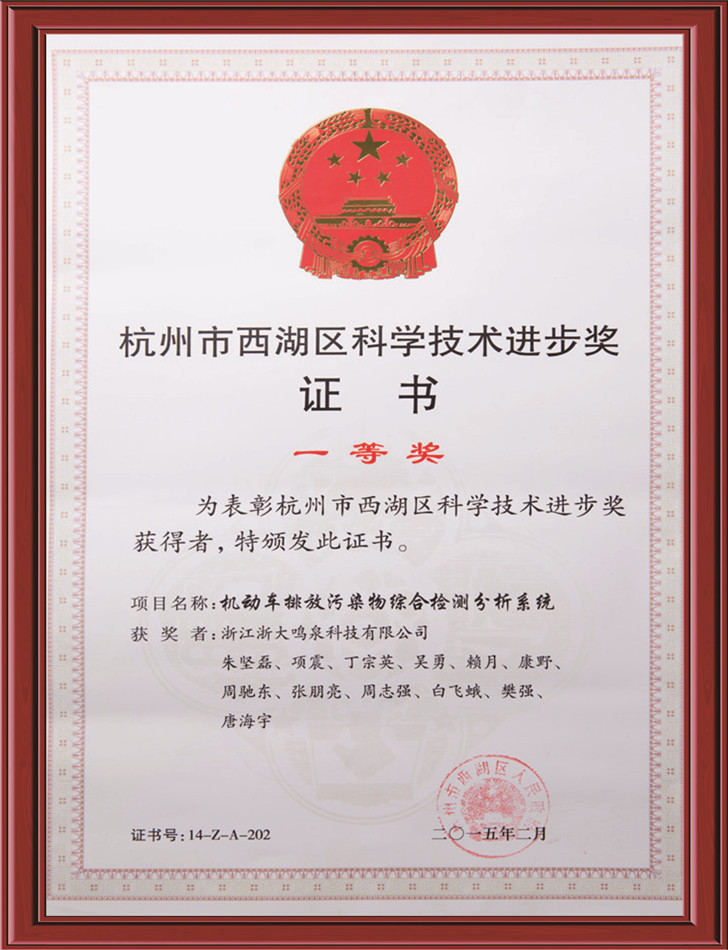 杭州市西湖区科学技术进步奖
证 书
一等奖
为表彰杭州市西湖区科学技术进步奖
获得者，特颁发此证书。
项目名称：机动车排放污染物综合检测分析系统
获 奖 者：浙江浙大鸣泉科技有限公司
朱坚磊、项震、丁宗英、吴勇、赖月、康野、
周驰东、张朋亮、周志强、白飞蛾、樊强、
唐海宇
州市西湖区人民政
证书号：14-Z-A-202
二〇一五年二月